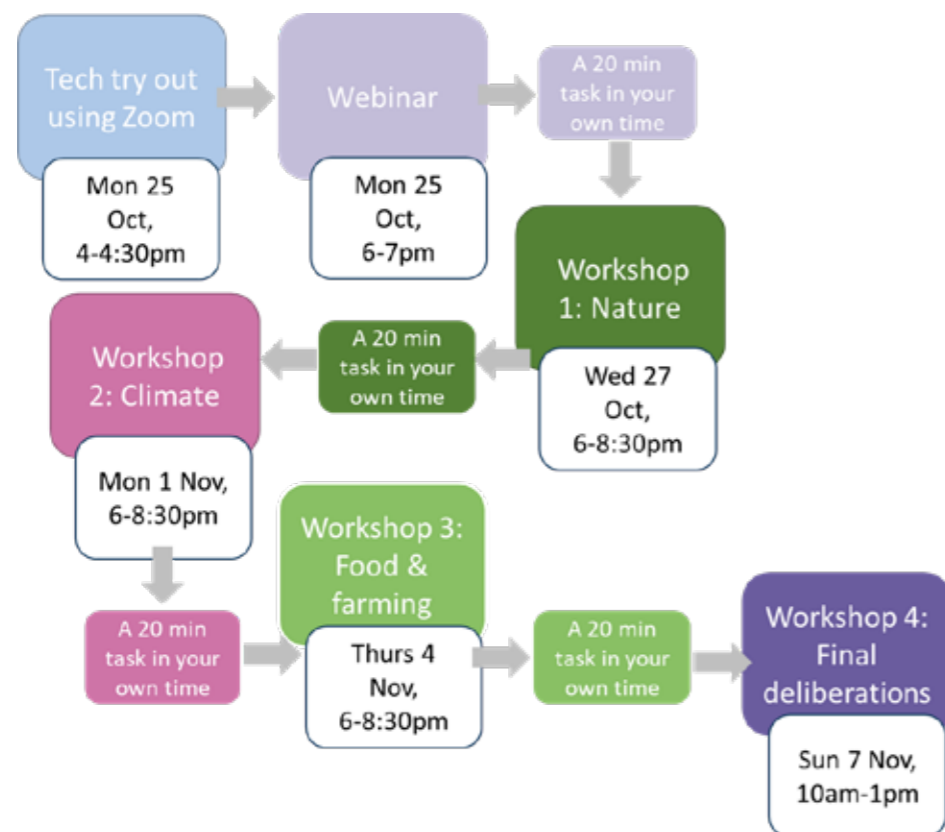 Tech try out
using Zoom
Mon 25
Oct,
4-4:30pm
Webinar
Mon 25
Oct,
6-7pm
A 20 min
task in your
own time
Workshop
1: Nature
Wed 27
Oct,
6-8:30pm
A 20 min
task in your
own time
Workshop
2: Climate
Mon 1 Nov,
6-8:30pm
A 20 min
task in your
own time
Workshop 3:
Food &
farming
Thurs 4
Nov,
6-8:30pm
A 20 min
task in your
own time
Workshop 4:
Final
deliberations
Sun 7 Nov,
10am-1pm